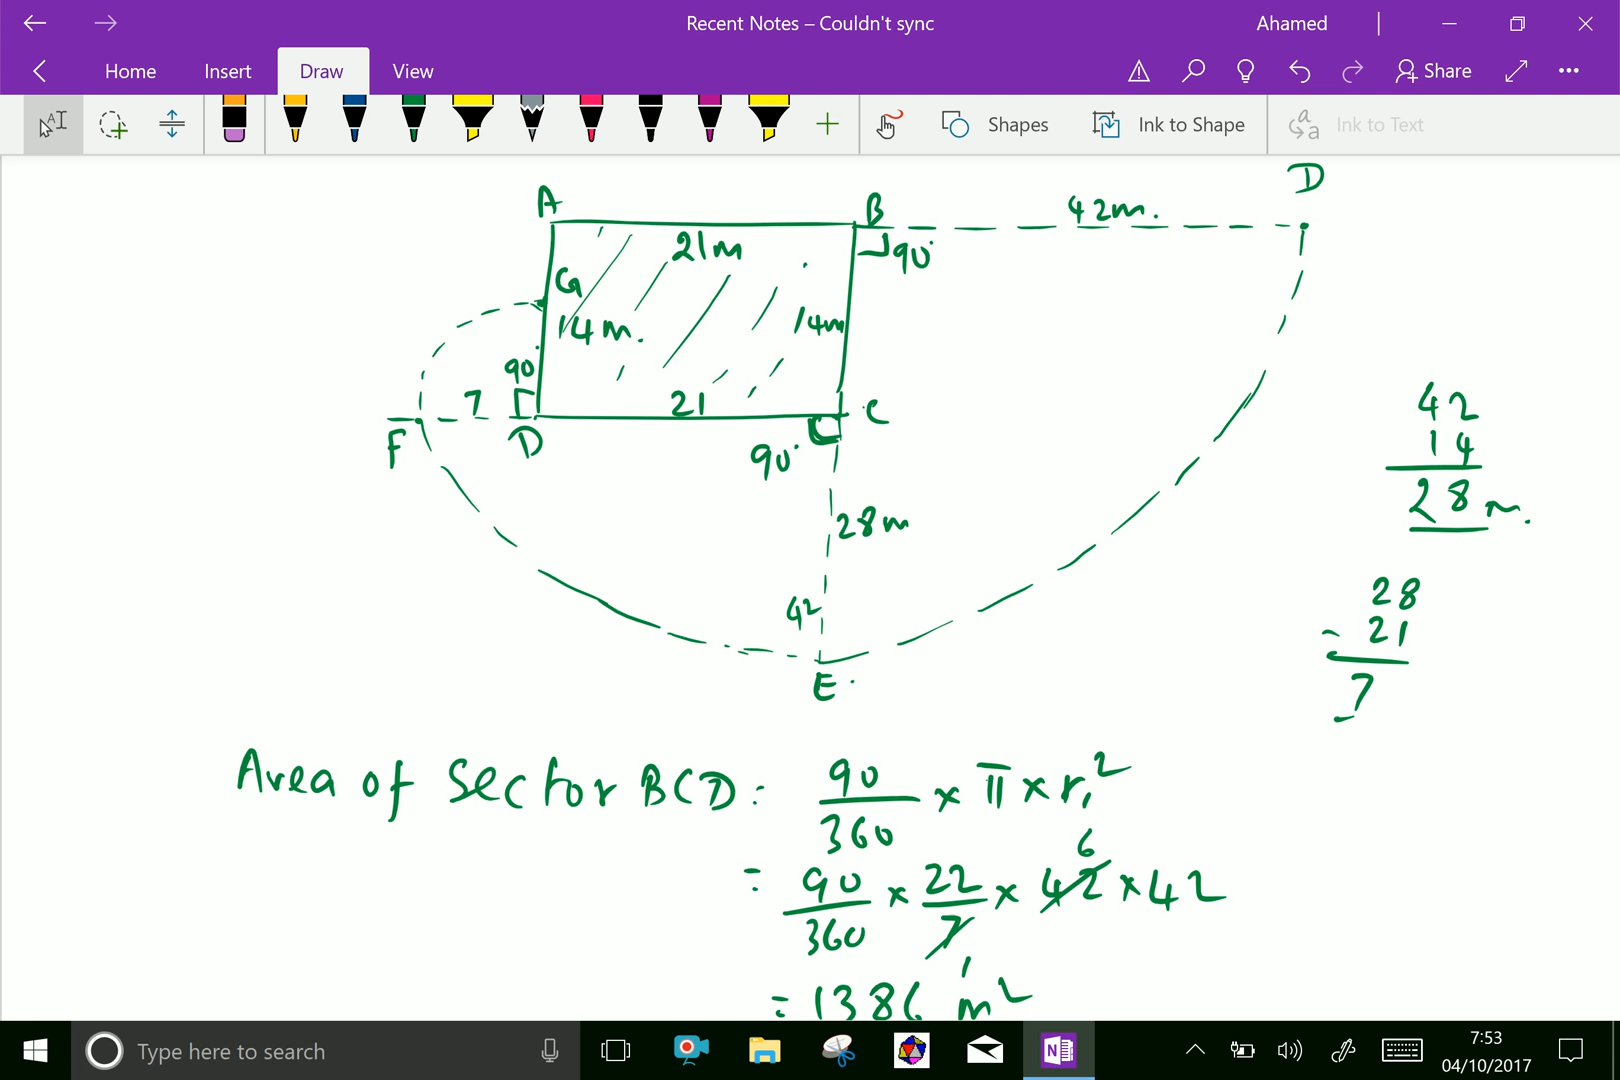 Recent Notes – Couldn't sync
Ahamed
Home
Insert
Draw
View
Share
Shapes
Ink to Shape
Ink to Text
D
A
B
42m.
21m
90°
G
14 m.
14m
90
7
21
C
F
D
90°
28m
42
E
42
14
28 m.
28
- 21
7
Area of Sector BCD = 90/360 × π × r₁²
= 90/360 × 22/7 × 42 × 42
6
1
= 1386 m²
Type here to search
7:53
04/10/2017